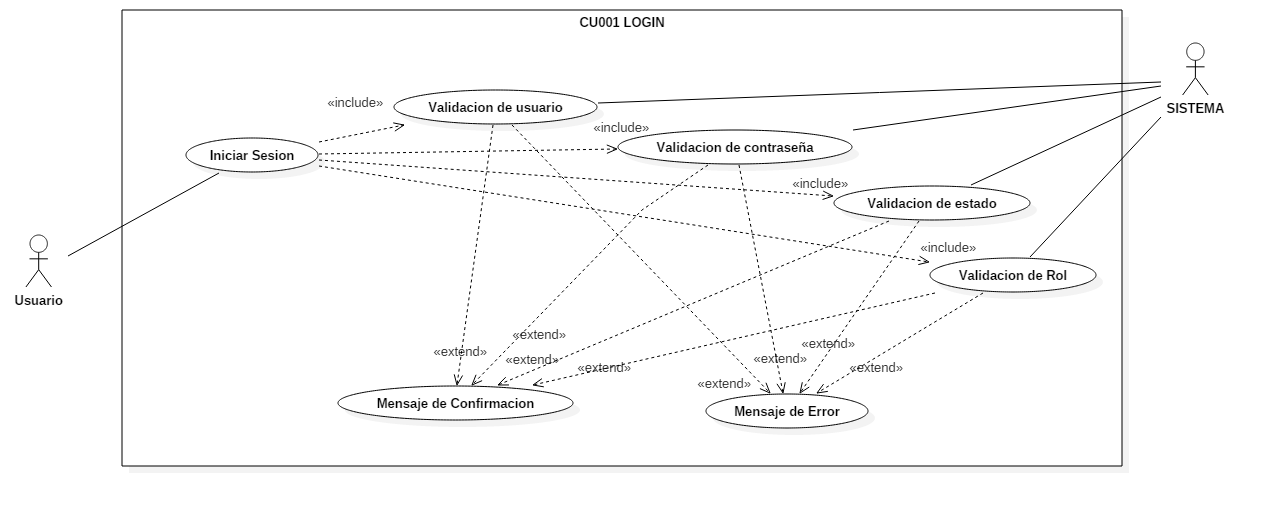 CU001 LOGIN
SISTEMA
«include»
Validacion de usuario
«include»
Validacion de contraseña
Iniciar Sesion
«include»
Validacion de estado
«include»
Validacion de Rol
Usuario
«extend»
«extend»
«extend»
«extend»
«extend»
«extend»
«extend»
«extend»
Mensaje de Confirmacion
Mensaje de Error